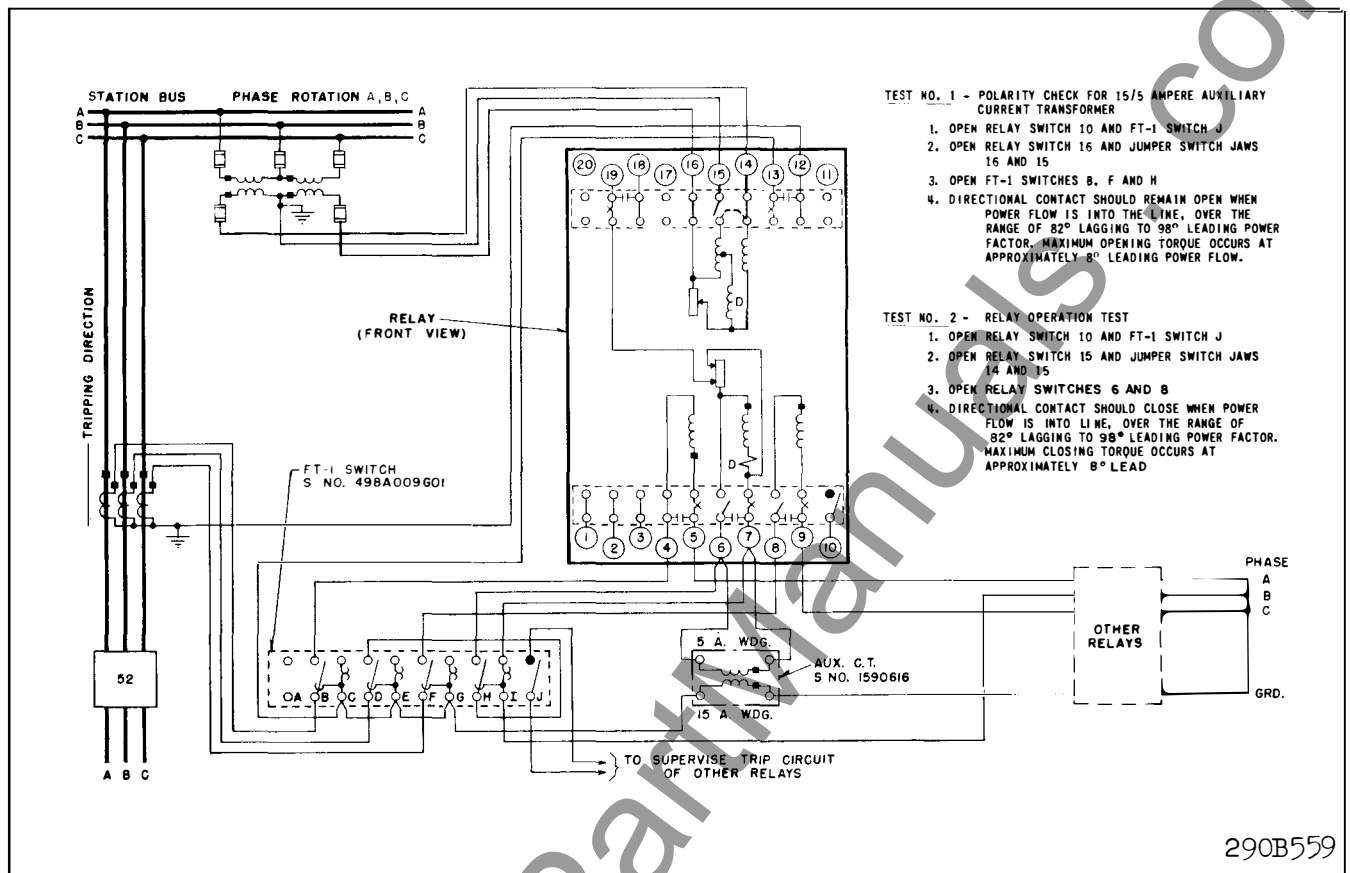 STATION BUS PHASE ROTATION A, B, C
A A
B B
C C
TRIPPING DIRECTION
52
A B C
RELAY
(FRONT VIEW)
20 19 18 17 16 15 14 13 12 11
D
D
1 2 3 4 5 6 7 8 9 10
FT-1 SWITCH
S NO. 498A009G01
A B C D E F G H I J
5 A. WDG.
AUX. C.T.
S NO. 1590616
15 A. WDG.
TO SUPERVISE TRIP CIRCUIT
OF OTHER RELAYS
OTHER
RELAYS
PHASE
A
B
C
GRD.
TEST NO. 1 - POLARITY CHECK FOR 15/5 AMPERE AUXILIARY
CURRENT TRANSFORMER
1. OPEN RELAY SWITCH 10 AND FT-1 SWITCH J
2. OPEN RELAY SWITCH 16 AND JUMPER SWITCH JAWS
16 AND 15
3. OPEN FT-1 SWITCHES B, F AND H
4. DIRECTIONAL CONTACT SHOULD REMAIN OPEN WHEN
POWER FLOW IS INTO THE LINE, OVER THE
RANGE OF 82° LAGGING TO 98° LEADING POWER
FACTOR. MAXIMUM OPENING TORQUE OCCURS AT
APPROXIMATELY 8° LEADING POWER FLOW.
TEST NO. 2 - RELAY OPERATION TEST
1. OPEN RELAY SWITCH 10 AND FT-1 SWITCH J
2. OPEN RELAY SWITCH 15 AND JUMPER SWITCH JAWS
14 AND 15
3. OPEN RELAY SWITCHES 6 AND 8
4. DIRECTIONAL CONTACT SHOULD CLOSE WHEN POWER
FLOW IS INTO LINE, OVER THE RANGE OF
82° LAGGING TO 98° LEADING POWER FACTOR.
MAXIMUM CLOSING TORQUE OCCURS AT
APPROXIMATELY 8° LEAD
290B559
PartManuals.com